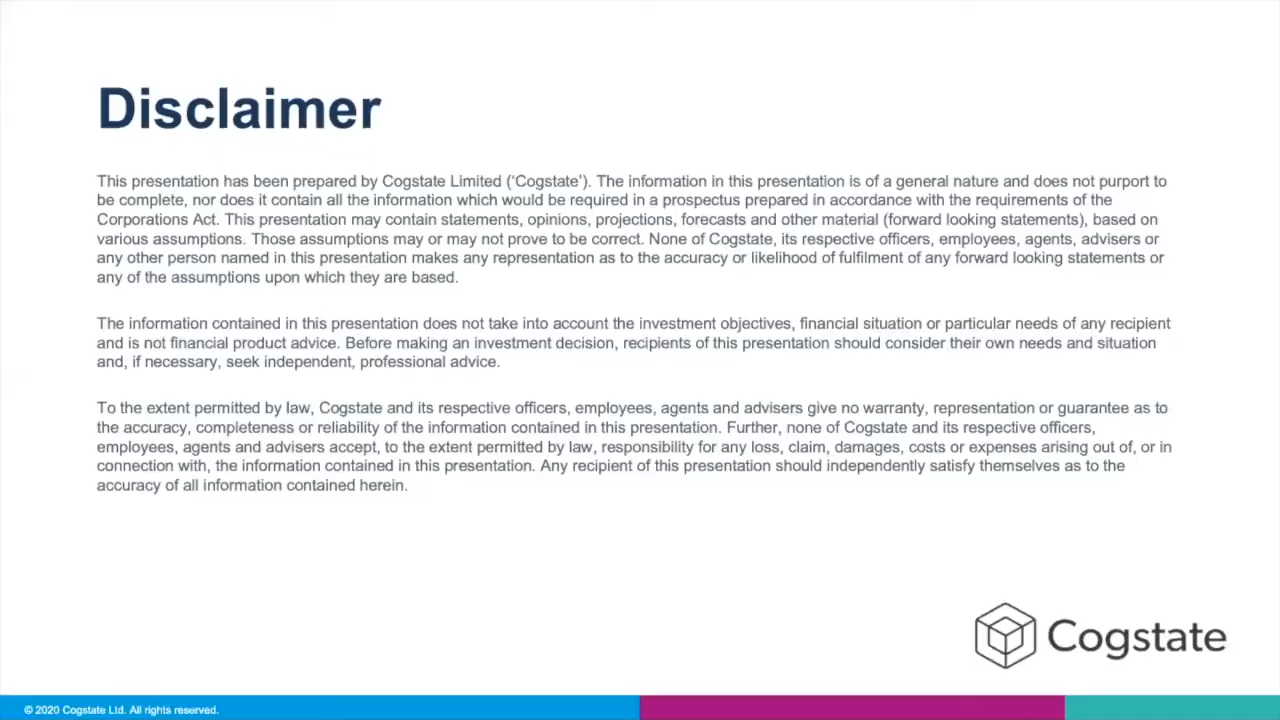 Disclaimer
This presentation has been prepared by Cogstate Limited (‘Cogstate’). The information in this presentation is of a general nature and does not purport to
be complete, nor does it contain all the information which would be required in a prospectus prepared in accordance with the requirements of the
Corporations Act. This presentation may contain statements, opinions, projections, forecasts and other material (forward looking statements), based on
various assumptions. Those assumptions may or may not prove to be correct. None of Cogstate, its respective officers, employees, agents, advisers or
any other person named in this presentation makes any representation as to the accuracy or likelihood of fulfilment of any forward looking statements or
any of the assumptions upon which they are based.
The information contained in this presentation does not take into account the investment objectives, financial situation or particular needs of any recipient
and is not financial product advice. Before making an investment decision, recipients of this presentation should consider their own needs and situation
and, if necessary, seek independent, professional advice.
To the extent permitted by law, Cogstate and its respective officers, employees, agents and advisers give no warranty, representation or guarantee as to
the accuracy, completeness or reliability of the information contained in this presentation. Further, none of Cogstate and its respective officers,
employees, agents and advisers accept, to the extent permitted by law, responsibility for any loss, claim, damages, costs or expenses arising out of, or in
connection with, the information contained in this presentation. Any recipient of this presentation should independently satisfy themselves as to the
accuracy of all information contained herein.
Cogstate
© 2020 Cogstate Ltd. All rights reserved.